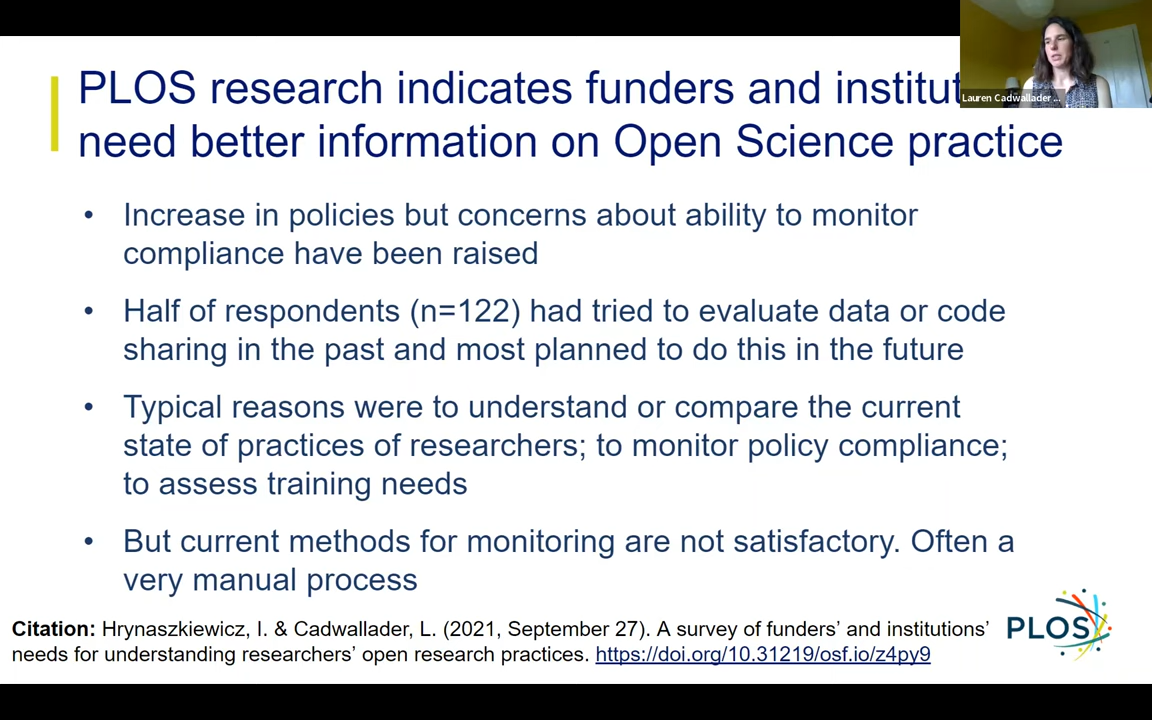 PLOS research indicates funders and institut
need better information on Open Science practice
Lauren Cadwallader ...
• Increase in policies but concerns about ability to monitor
compliance have been raised
• Half of respondents (n=122) had tried to evaluate data or code
sharing in the past and most planned to do this in the future
• Typical reasons were to understand or compare the current
state of practices of researchers; to monitor policy compliance;
to assess training needs
• But current methods for monitoring are not satisfactory. Often a
very manual process
Citation: Hrynaszkiewicz, I. & Cadwallader, L. (2021, September 27). A survey of funders’ and institutions’
needs for understanding researchers’ open research practices. https://doi.org/10.31219/osf.io/z4py9
PLOS